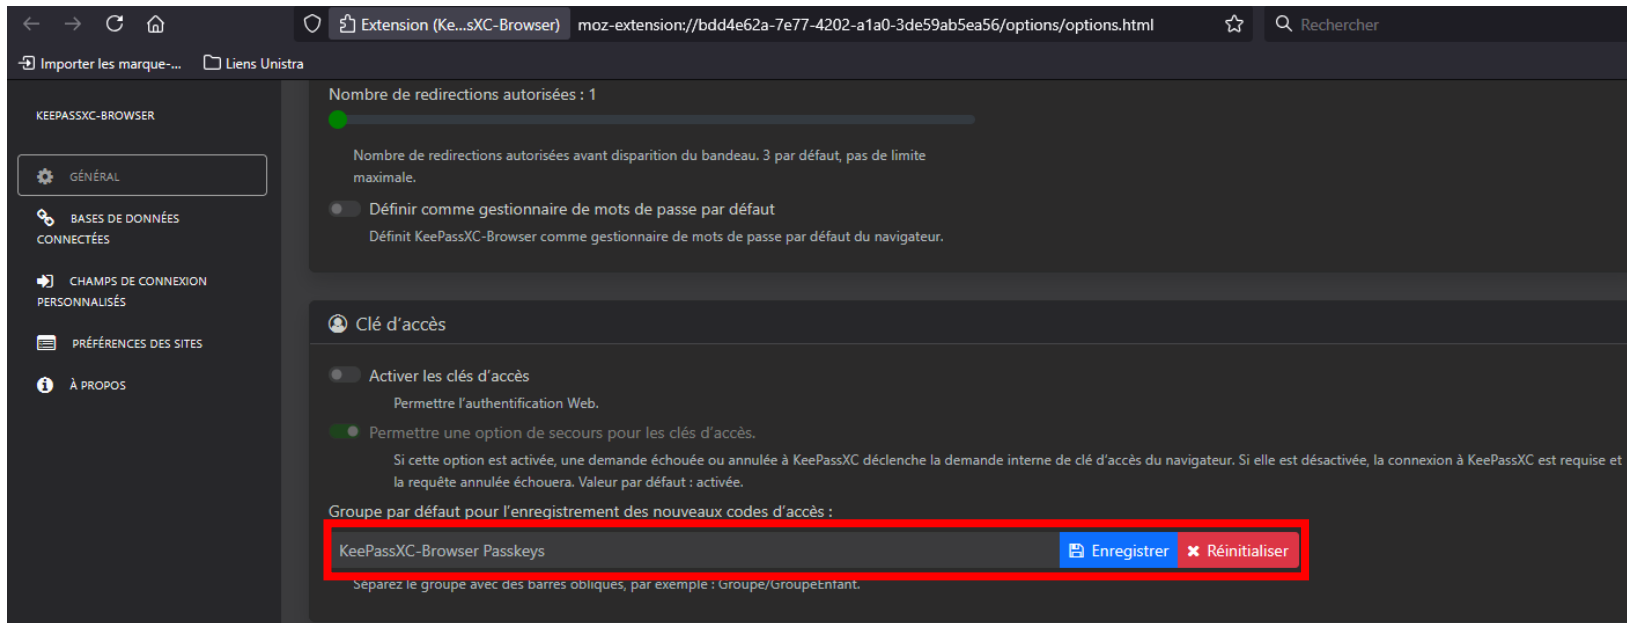 Extension (Ke...sXC-Browser) moz-extension://bdd4e62a-7e77-4202-a1a0-3de59ab5ea56/options/options.html Rechercher
Importer les marque-... Liens Unistra
KEEPASSXC-BROWSER
GÉNÉRAL
BASES DE DONNÉES
CONNECTÉES
CHAMPS DE CONNEXION
PERSONNALISÉS
PRÉFÉRENCES DES SITES
À PROPOS
Nombre de redirections autorisées : 1
Nombre de redirections autorisées avant disparition du bandeau. 3 par défaut, pas de limite
maximale.
Définir comme gestionnaire de mots de passe par défaut
Définit KeePassXC-Browser comme gestionnaire de mots de passe par défaut du navigateur.
Clé d'accès
Activer les clés d'accès
Permettre l'authentification Web.
Permettre une option de secours pour les clés d'accès.
Si cette option est activée, une demande échouée ou annulée à KeePassXC déclenche la demande interne de clé d'accès du navigateur. Si elle est désactivée, la connexion à KeePassXC est requise et
la requête annulée échouera. Valeur par défaut : activée.
Groupe par défaut pour l'enregistrement des nouveaux codes d'accès :
KeePassXC-Browser Passkeys Enregistrer Réinitialiser
Séparez le groupe avec des barres obliques, par exemple : Groupe/GroupeEnfant.